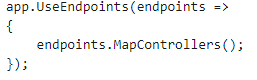 app.UseEndpoints(endpoints =>
{
    endpoints.MapControllers();
});